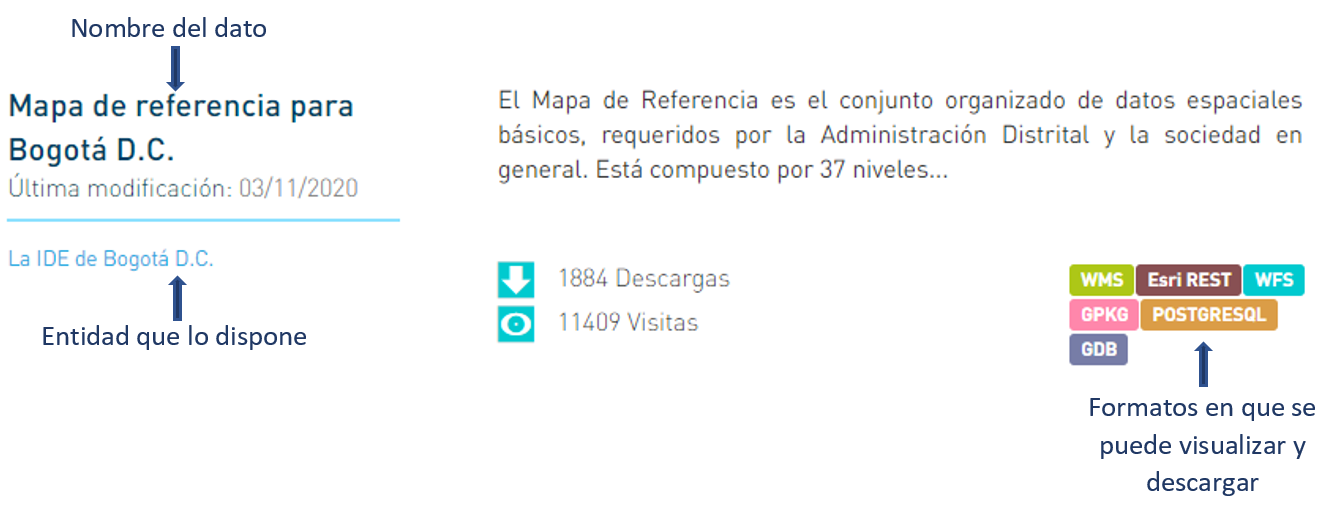 Nombre del dato
Mapa de referencia para
Bogotá D.C.
Última modificación: 03/11/2020
La IDE de Bogotá D.C.
Entidad que lo dispone
El Mapa de Referencia es el conjunto organizado de datos espaciales
básicos, requeridos por la Administración Distrital y la sociedad en
general. Está compuesto por 37 niveles...
1884 Descargas
11409 Visitas
WMS Esri REST WFS
GPKG POSTGRESQL
GDB
Formatos en que se
puede visualizar y
descargar